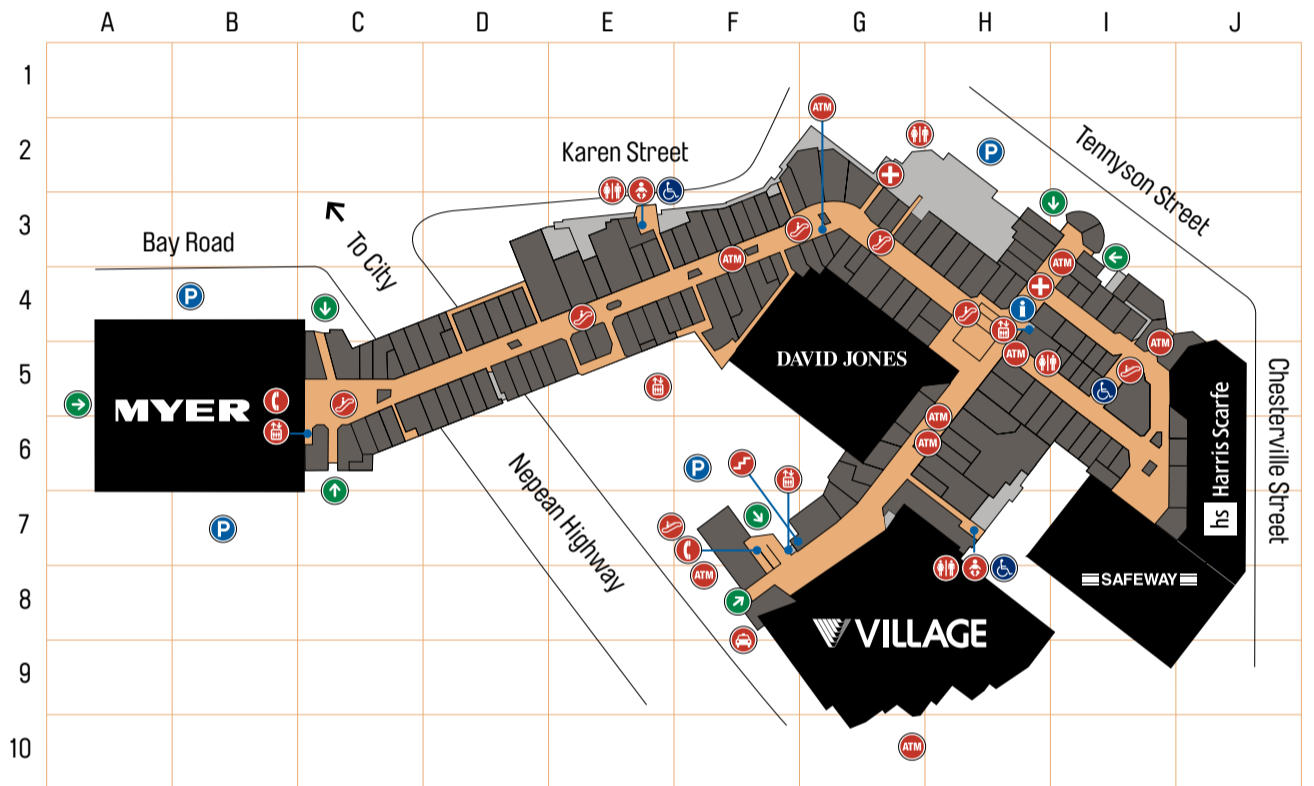 A B C D E F G H I J
1
2
3
4
5
6
7
8
9
10
ATM
Karen Street
P
Tennyson Street
Bay Road
To City
ATM
ATM
P
i
MYER
DAVID JONES
ATM
ATM
Chesterville Street
hs Harris Scarfe
ATM
ATM
Nepean Highway
P
P
ATM
SAFEWAY
VILLAGE
ATM